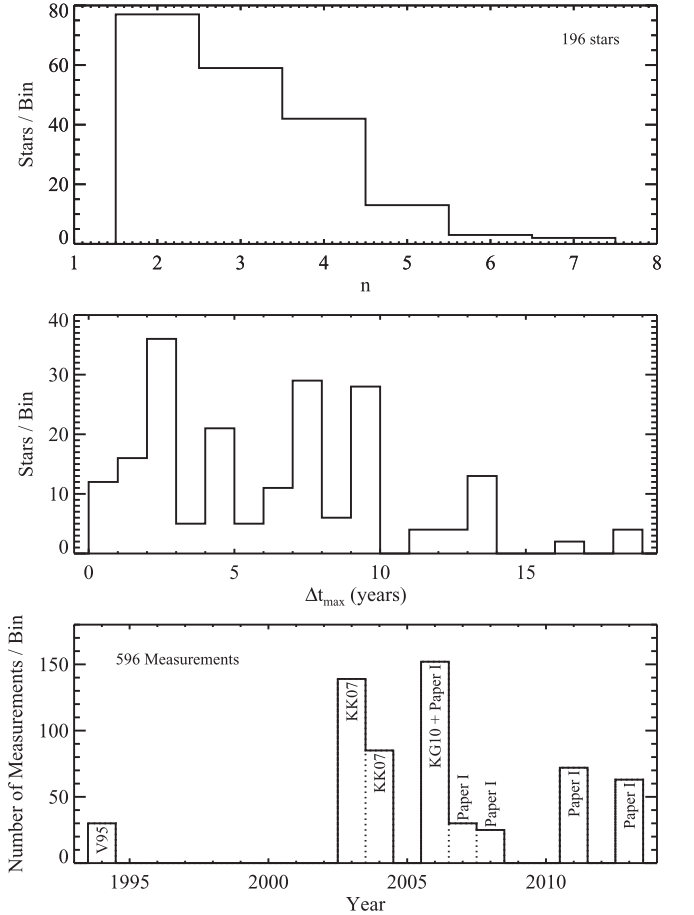 80
60
40
20
0
Stars / Bin
196 stars
1 2 3 4 5 6 7 8
n
40
30
20
10
0
Stars / Bin
0 5 10 15
Δtmax (years)
150
100
50
0
Number of Measurements / Bin
596 Measurements
V95
KK07
KK07
KG10 + Paper I
Paper I
Paper I
Paper I
Paper I
1995 2000 2005 2010
Year